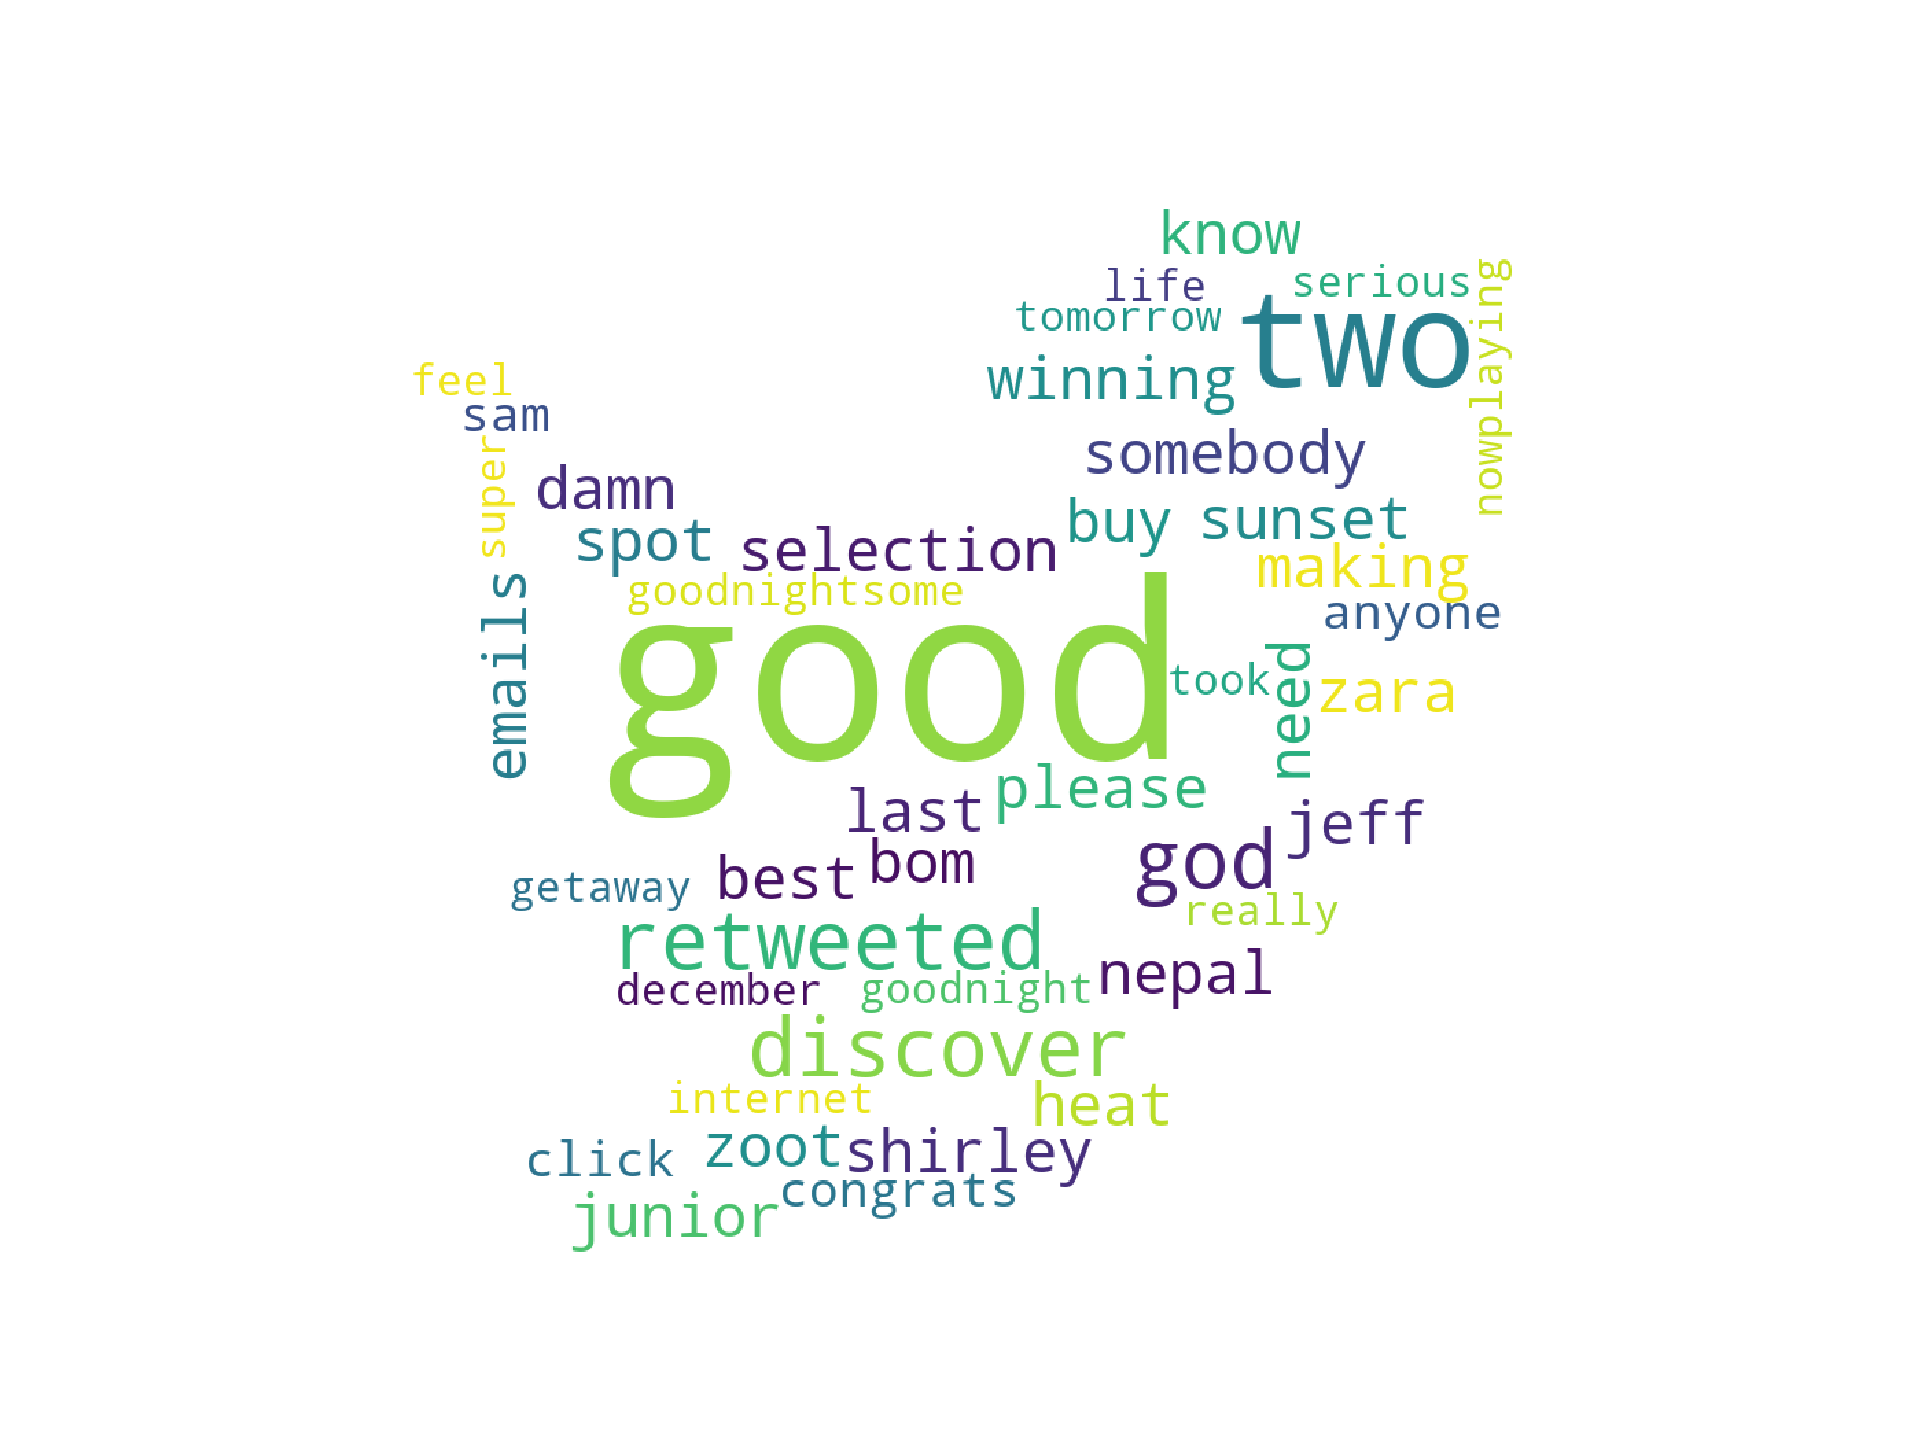 know
life
serious
tomorrow
two
nowplaying
winning
feel
sam
somebody
super
damn
buy
sunset
spot
selection
making
goodnightsome
anyone
emails
good
took
need
zara
please
last
jeff
bom
god
best
getaway
really
retweeted
nepal
december
goodnight
discover
internet
heat
zoot
shirley
click
congrats
junior